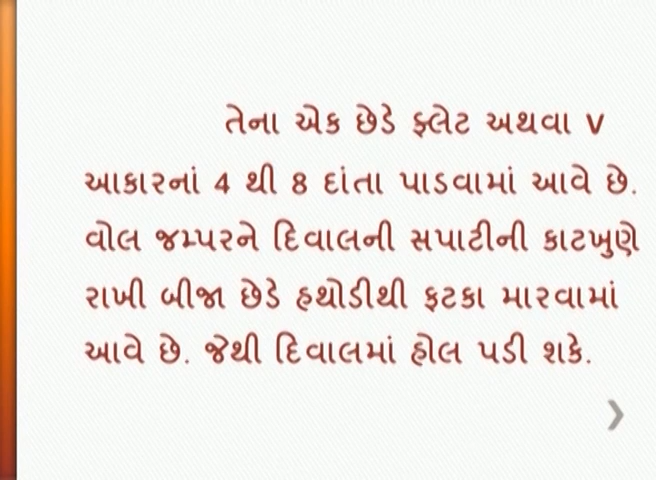 તેના એક છેડે ફ્લેટ અથવા V
આકારનાં 4 થી 8 દાંતા પાડવામાં આવે છે.
વોલ જમ્પરને દિવાલની સપાટીની કાટખુણે
રાખી બીજા છેડે હથોડીથી ફટકા મારવામાં
આવે છે. જેથી દિવાલમાં હોલ પડી શકે.